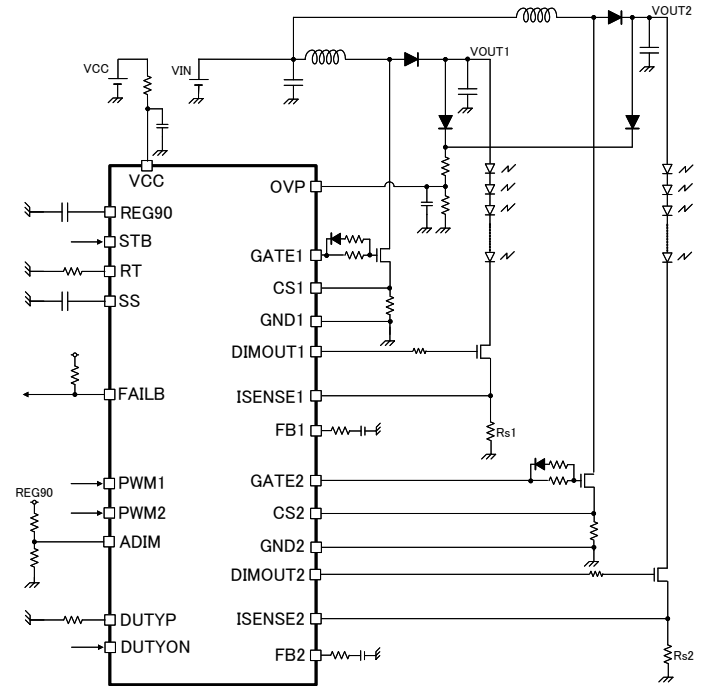 VOUT2
VCC
VIN
VOUT1
VCC
OVP
REG90
STB
GATE1
RT
CS1
SS
GND1
DIMOUT1
FAILB
ISENSE1
FB1
Rs1
PWM1
GATE2
REG90
PWM2
CS2
ADIM
GND2
DIMOUT2
DUTYP
ISENSE2
DUTYON
FB2
Rs2